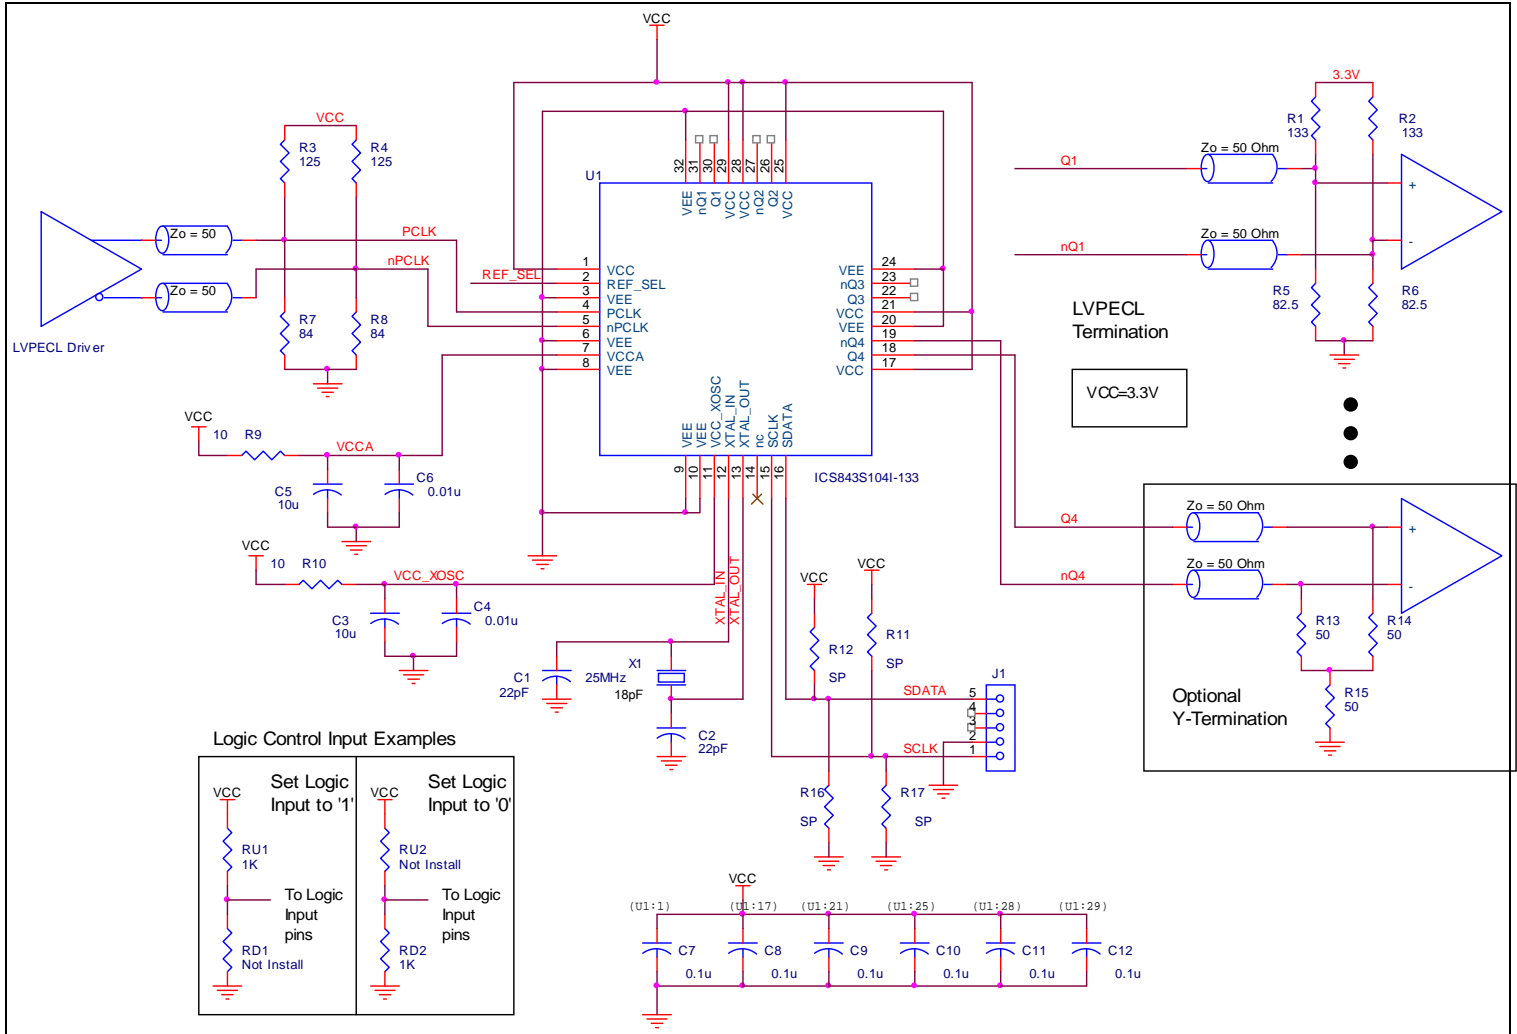 VCC
VCC
R3
125
R4
125
Zo = 50
PCLK
Zo = 50
nPCLK
REF_SEL
R7
84
R8
84
LVPECL Driver
U1
32
31
30
29
28
27
26
25
VEE
nQ1
Q1
VCC
VCC
nQ2
Q2
VCC
1 VCC
2 REF_SEL
3 VEE
4 PCLK
5 nPCLK
6 VEE
7 VCCA
8 VEE
VEE 24
nQ3 23
Q3 22
VCC 21
VEE 20
nQ4 19
Q4 18
VCC 17
VEE
VEE
VCC_XOSC
XTAL_IN
XTAL_OUT
nc
SCLK
SDATA
9
10
11
12
13
14
15
16
ICS843S104I-133
3.3V
R1
133
R2
133
Q1
Zo = 50 Ohm
nQ1
Zo = 50 Ohm
+
-
R5
82.5
R6
82.5
LVPECL
Termination
VCC=3.3V
VCC
10 R9
VCCA
C5
10u
C6
0.01u
VCC
10 R10
VCC_XOSC
C3
10u
C4
0.01u
XTAL_IN
XTAL_OUT
C1
22pF
X1
25MHz
18pF
C2
22pF
VCC
VCC
R12
SP
R11
SP
SDATA
SCLK
J1
5
4
3
2
1
R16
SP
R17
SP
Q4
Zo = 50 Ohm
nQ4
Zo = 50 Ohm
+
-
R13
50
R14
50
R15
50
Optional
Y-Termination
Logic Control Input Examples
Set Logic
Input to '1'
VCC
RU1
1K
To Logic
Input
pins
RD1
Not Install
Set Logic
Input to '0'
VCC
RU2
Not Install
To Logic
Input
pins
RD2
1K
VCC
(U1:1) (U1:17) (U1:21) (U1:25) (U1:28) (U1:29)
C7 C8 C9 C10 C11 C12
0.1u 0.1u 0.1u 0.1u 0.1u 0.1u